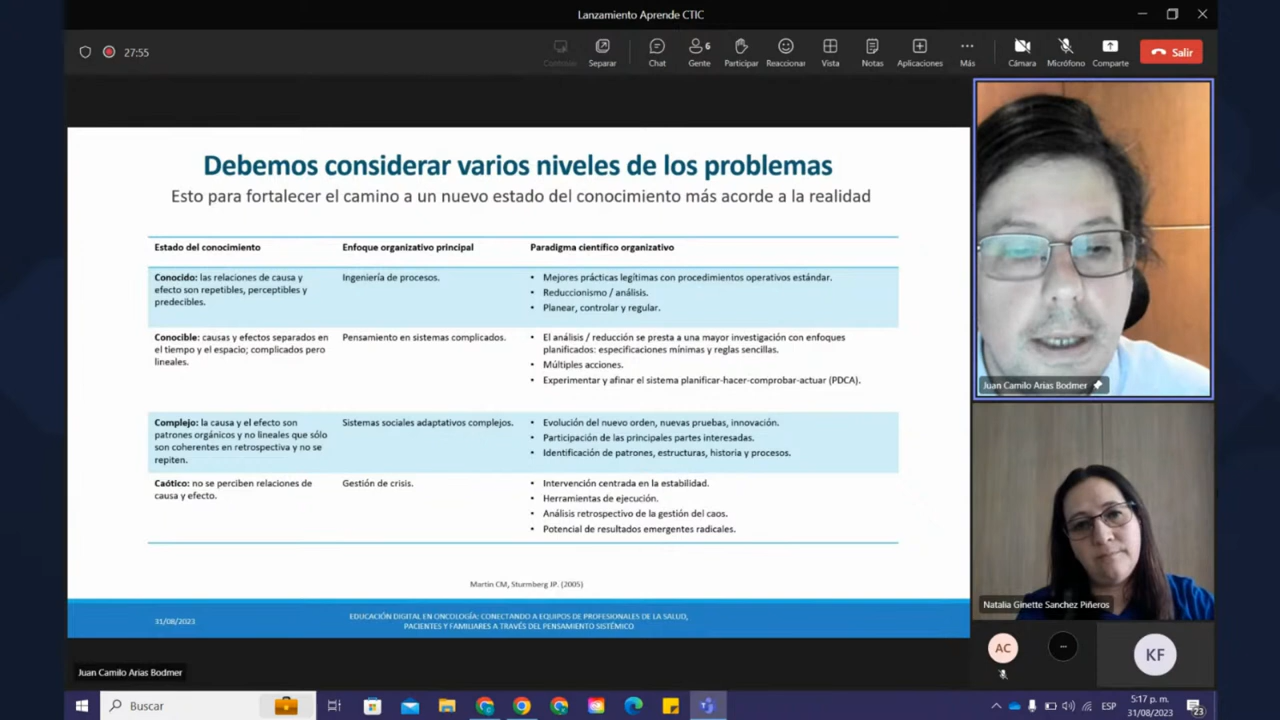 Lanzamiento Aprende CTIC
27:55
Separar
Chat
Gente
6
Participar
Reaccionar
Vista
Notas
Aplicaciones
Más
Cámara
Micrófono
Comparte
Salir
Debemos considerar varios niveles de los problemas
Esto para fortalecer el camino a un nuevo estado del conocimiento más acorde a la realidad
Estado del conocimiento
Enfoque organizativo principal
Paradigma científico organizativo
Conocido: las relaciones de causa y
efecto son repetibles, perceptibles y
predecibles.
Ingeniería de procesos.
• Mejores prácticas legítimas con procedimientos operativos estándar.
• Reduccionismo / análisis.
• Planear, controlar y regular.
Conocible: causas y efectos separados en
el tiempo y el espacio; complicados pero
lineales.
Pensamiento en sistemas complicados.
• El análisis / reducción se presta a una mayor investigación con enfoques
planificados: especificaciones mínimas y reglas sencillas.
• Múltiples acciones.
• Experimentar y afinar el sistema planificar-hacer-comprobar-actuar (PDCA).
Complejo: la causa y el efecto son
patrones orgánicos y no lineales que sólo
son coherentes en retrospectiva y no se
repiten.
Sistemas sociales adaptativos complejos.
• Evolución del nuevo orden, nuevas pruebas, innovación.
• Participación de las principales partes interesadas.
• Identificación de patrones, estructuras, historia y procesos.
Caótico: no se perciben relaciones de
causa y efecto.
Gestión de crisis.
• Intervención centrada en la estabilidad.
• Herramientas de ejecución.
• Análisis retrospectivo de la gestión del caos.
• Potencial de resultados emergentes radicales.
Martin CM, Sturmberg JP. (2005)
31/08/2023
EDUCACIÓN DIGITAL EN ONCOLOGÍA: CONECTANDO A EQUIPOS DE PROFESIONALES DE LA SALUD,
PACIENTES Y FAMILIARES A TRAVÉS DEL PENSAMIENTO SISTÉMICO
Juan Camilo Arias Bodmer
Natalia Ginette Sanchez Piñeros
AC
KF
Juan Camilo Arias Bodmer
Buscar
ESP
5:17 p. m.
31/08/2023
23